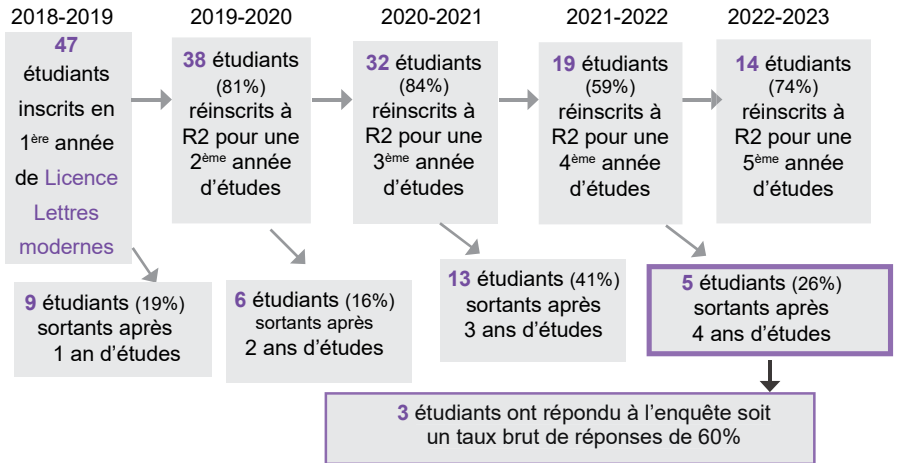 2018-2019
2019-2020
2020-2021
2021-2022
2022-2023
47
étudiants
inscrits en
1ère année
de Licence
Lettres
modernes
38 étudiants
(81%)
réinscrits à
R2 pour une
2ème année
d'études
32 étudiants
(84%)
réinscrits à
R2 pour une
3ème année
d'études
19 étudiants
(59%)
réinscrits à
R2 pour une
4ème année
d'études
14 étudiants
(74%)
réinscrits à
R2 pour une
5ème année
d'études
9 étudiants (19%)
sortants après
1 an d'études
6 étudiants (16%)
sortants après
2 ans d'études
13 étudiants (41%)
sortants après
3 ans d'études
5 étudiants (26%)
sortants après
4 ans d'études
3 étudiants ont répondu à l'enquête soit
un taux brut de réponses de 60%